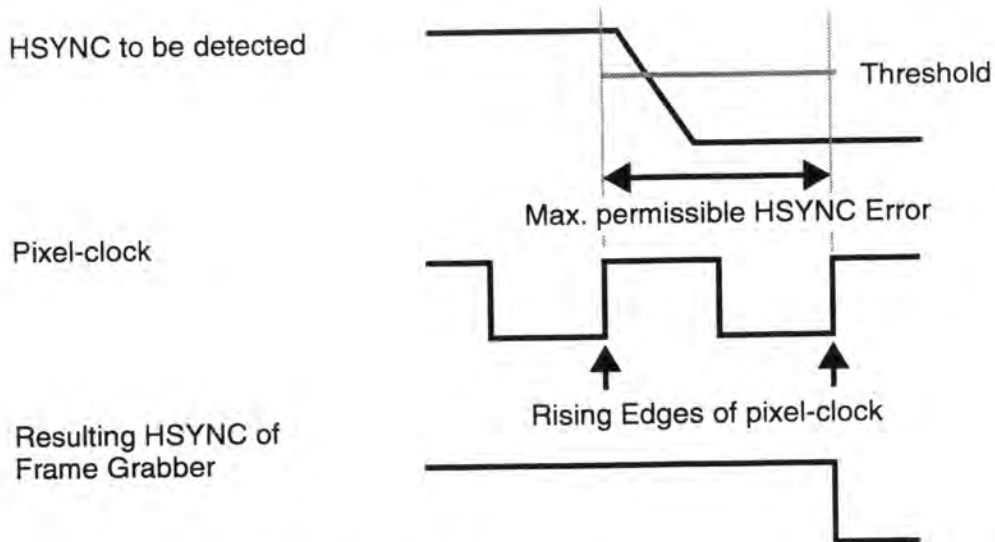 HSYNC to be detected
Threshold
Max. permissible HSYNC Error
Pixel-clock
Rising Edges of pixel-clock
Resulting HSYNC of
Frame Grabber